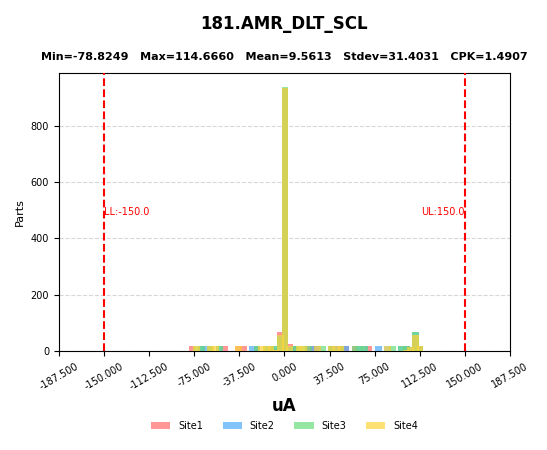 181.AMR_DLT_SCL
Min=-78.8249 Max=114.6660 Mean=9.5613 Stdev=31.4031 CPK=1.4907
Parts
800
600
400
200
0
LL:-150.0
UL:150.0
-187.500
-150.000
-112.500
-75.000
-37.500
0.000
37.500
75.000
112.500
150.000
187.500
uA
Site1 Site2 Site3 Site4